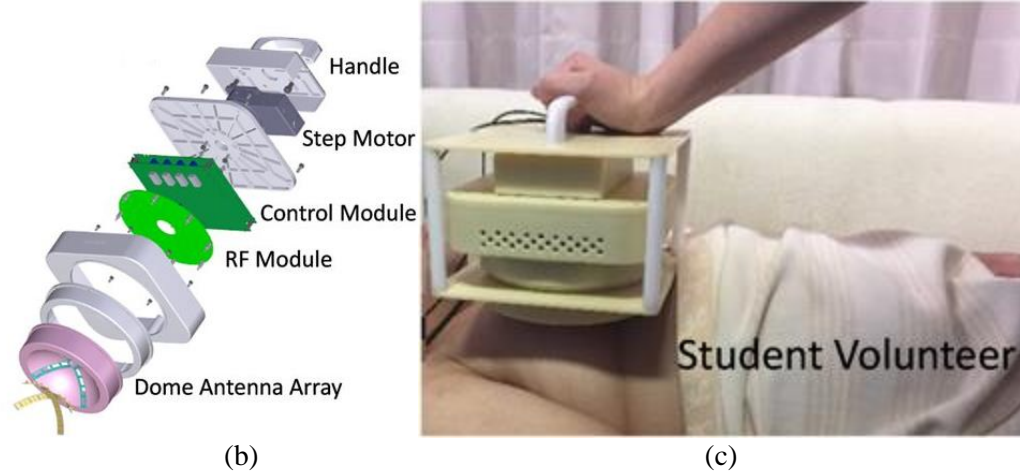 Handle
Step Motor
Control Module
RF Module
Dome Antenna Array
Student Volunteer
(b)
(c)